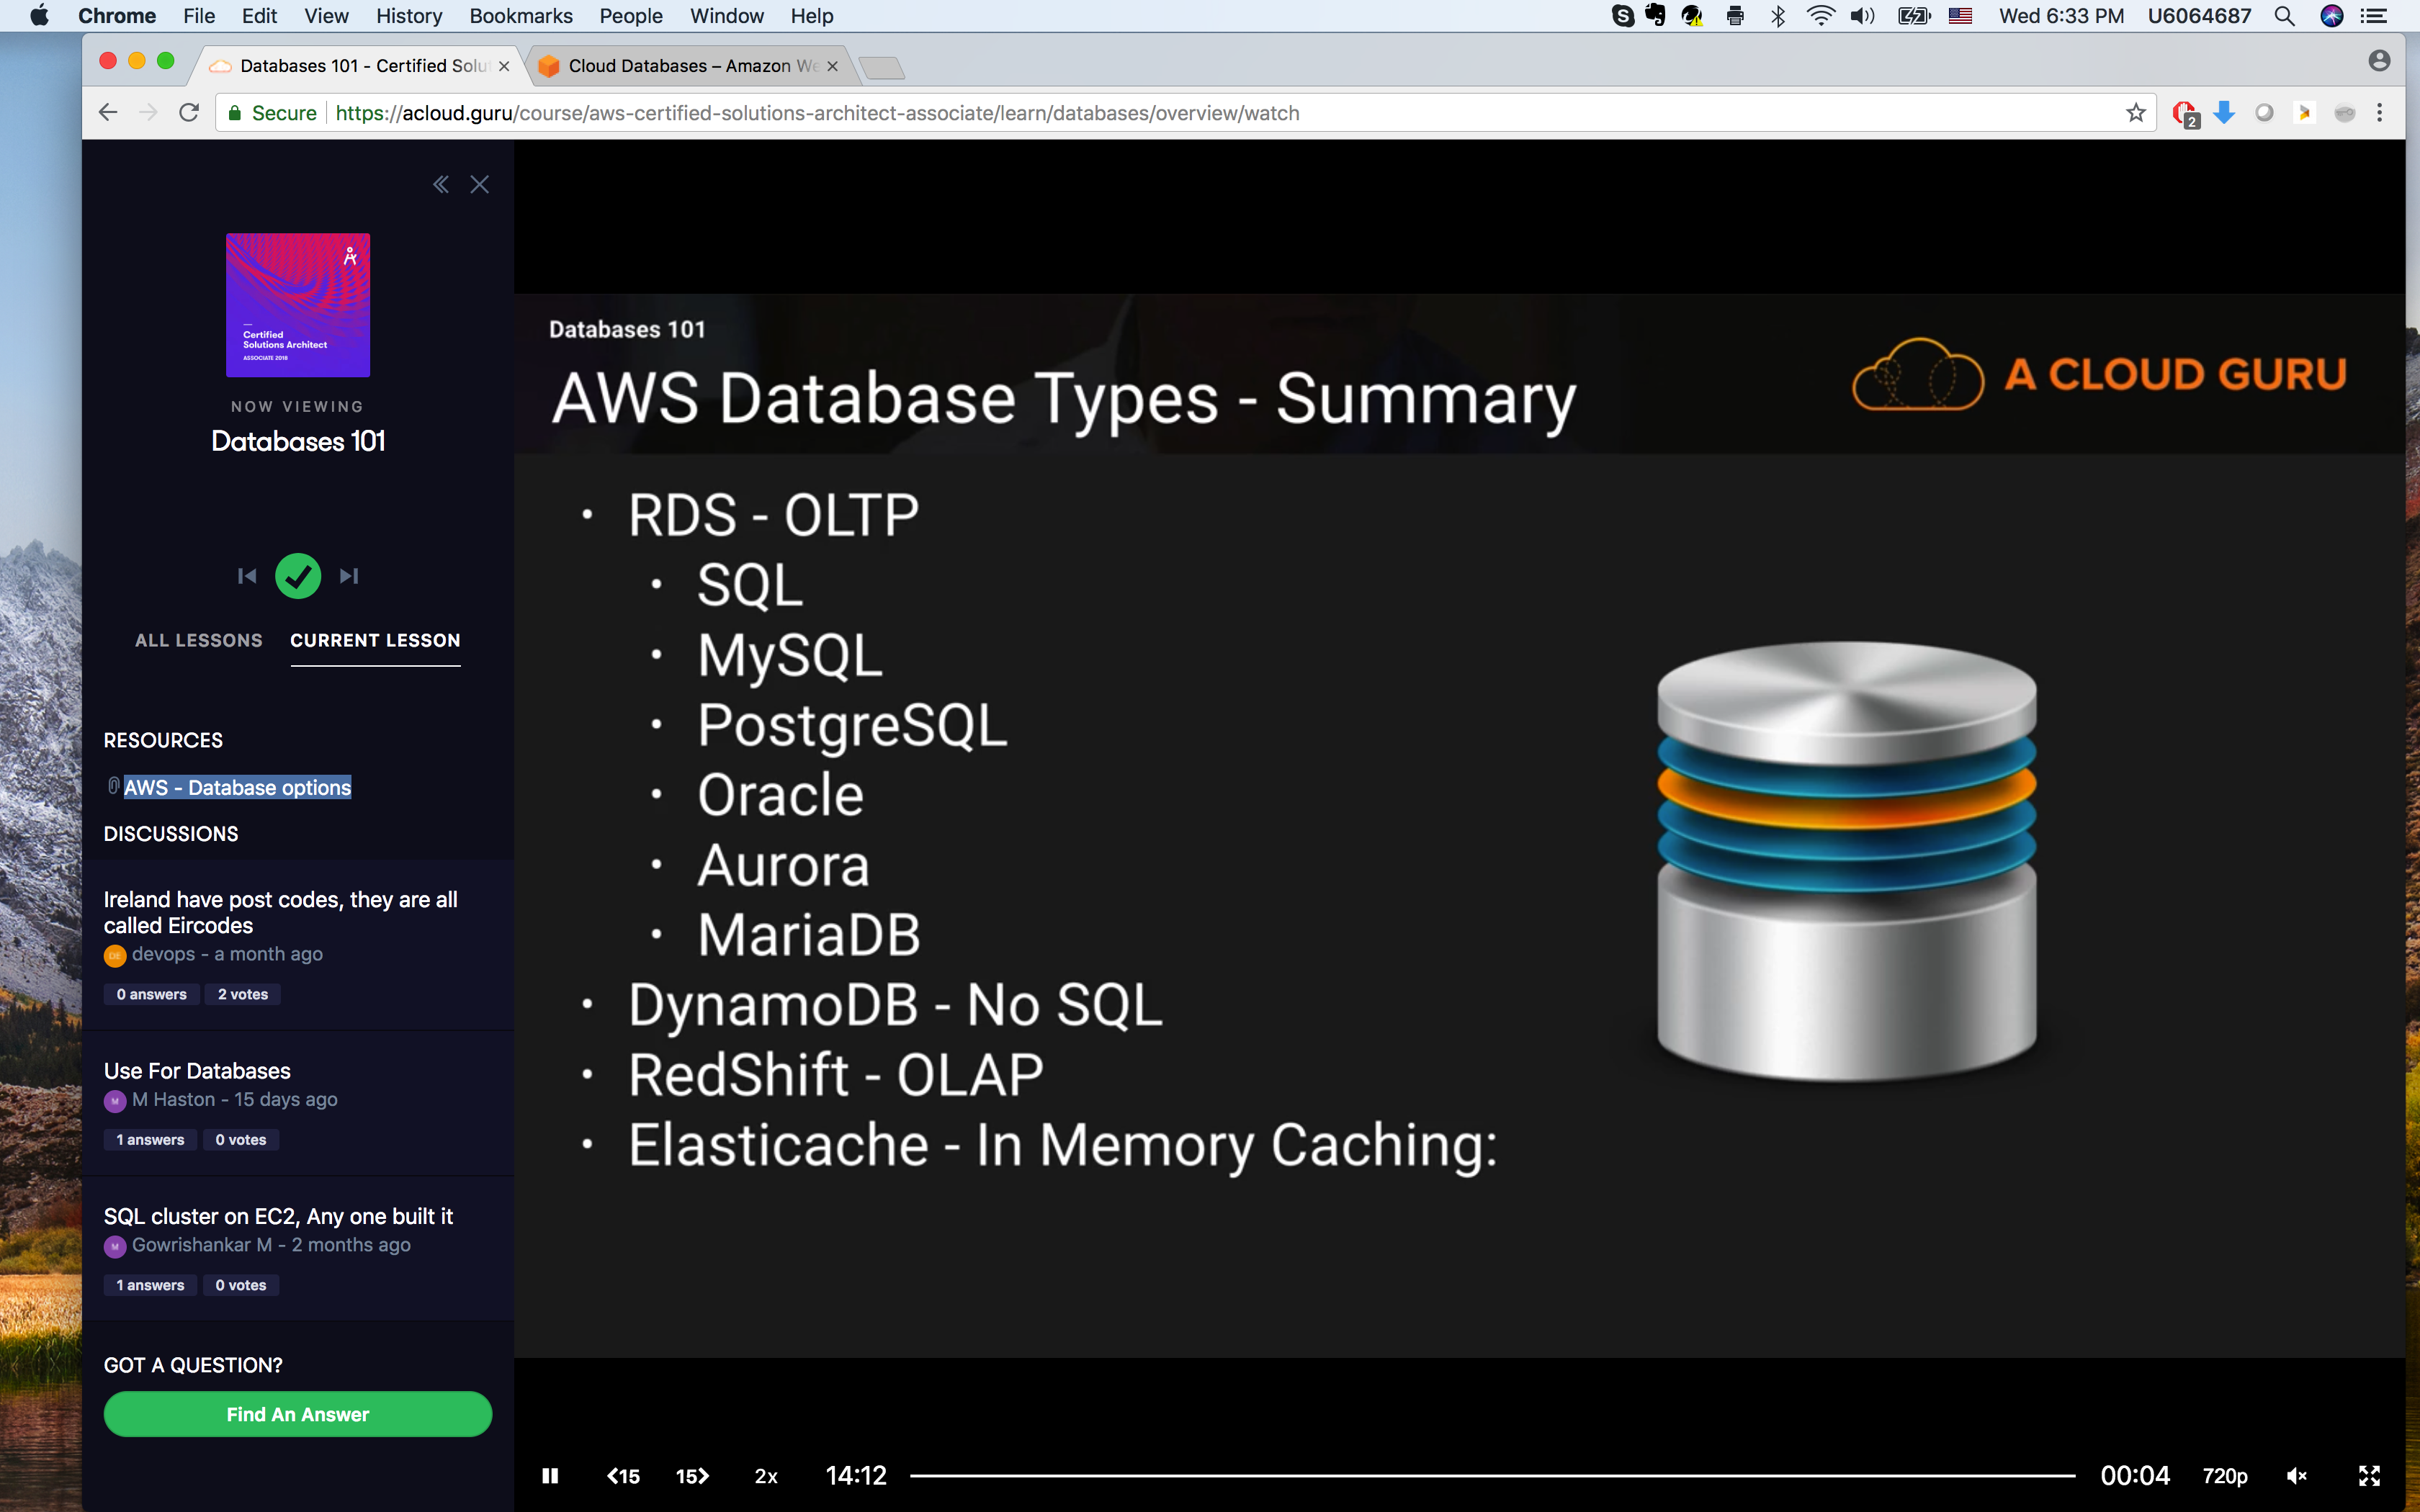 Chrome File Edit View History Bookmarks People Window Help
Wed 6:33 PM U6064687
Databases 101 - Certified Solu
Cloud Databases – Amazon We
Secure https://acloud.guru/course/aws-certified-solutions-architect-associate/learn/databases/overview/watch
2
Certified
Solutions Architect
ASSOCIATE 2018
NOW VIEWING
Databases 101
ALL LESSONS CURRENT LESSON
RESOURCES
AWS - Database options
DISCUSSIONS
Ireland have post codes, they are all
called Eircodes
DE devops - a month ago
0 answers 2 votes
Use For Databases
M M Haston - 15 days ago
1 answers 0 votes
SQL cluster on EC2, Any one built it
M Gowrishankar M - 2 months ago
1 answers 0 votes
GOT A QUESTION?
Find An Answer
Databases 101
AWS Database Types - Summary
A CLOUD GURU
• RDS - OLTP
• SQL
• MySQL
• PostgreSQL
• Oracle
• Aurora
• MariaDB
• DynamoDB - No SQL
• RedShift - OLAP
• Elasticache - In Memory Caching:
15 15 2x 14:12 00:04 720p